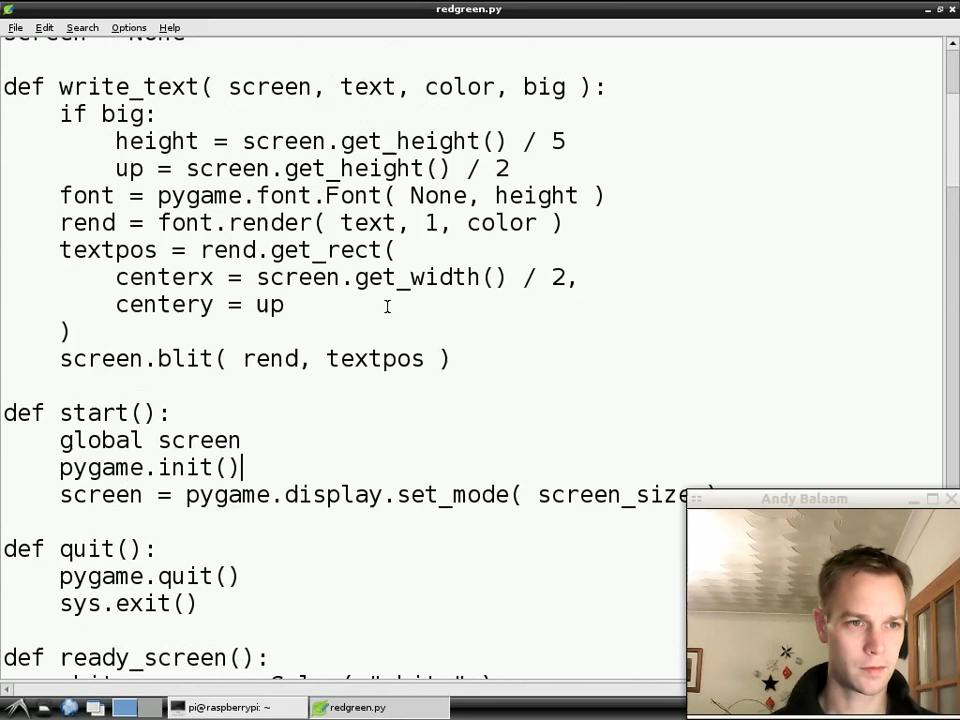 redgreen.py
File Edit Search Options Help
screen = None
def write_text( screen, text, color, big ):
    if big:
        height = screen.get_height() / 5
        up = screen.get_height() / 2
    font = pygame.font.Font( None, height )
    rend = font.render( text, 1, color )
    textpos = rend.get_rect(
        centerx = screen.get_width() / 2,
        centery = up
    )
    screen.blit( rend, textpos )
def start():
    global screen
    pygame.init()
    screen = pygame.display.set_mode( screen_size )
Andy Balaam
def quit():
    pygame.quit()
    sys.exit()
def ready_screen():
pi@raspberrypi: ~ redgreen.py